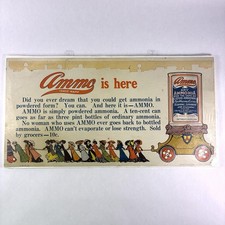 Ammo is here
Did you ever dream that you could get ammonia in
powdered form? You can. And here it is—AMMO.
AMMO is simply powdered ammonia. A ten-cent can
goes as far as three pint bottles of ordinary ammonia.
No woman who uses AMMO ever goes back to bottled
ammonia. AMMO can't evaporate or lose strength. Sold
by grocers—10c.
Ammo